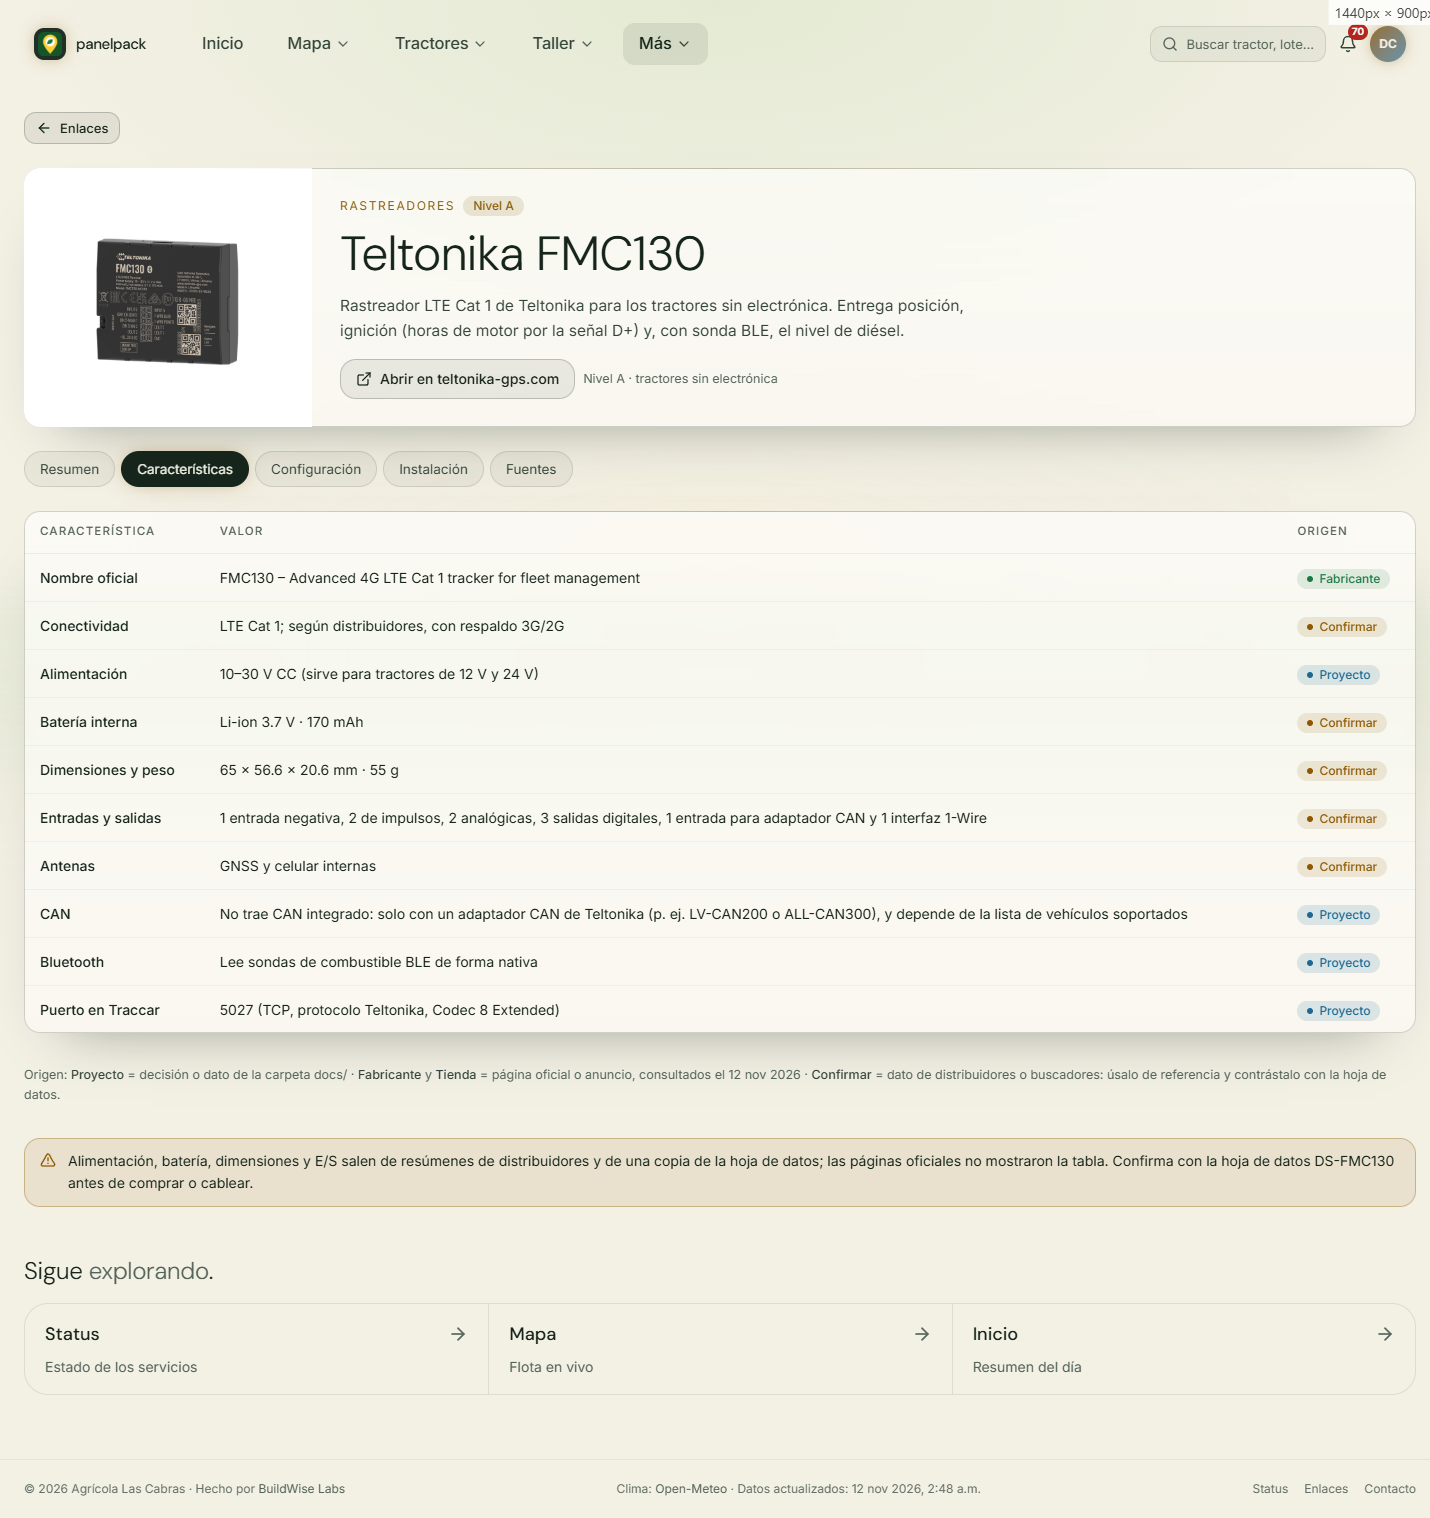 1440px × 900px
panelpack
Inicio
Mapa
Tractores
Taller
Más
Buscar tractor, lote...
70
DC
Enlaces
TELTONIKA
FMC130
RASTREADORES
Nivel A
Teltonika FMC130
Rastreador LTE Cat 1 de Teltonika para los tractores sin electrónica. Entrega posición,
ignición (horas de motor por la señal D+) y, con sonda BLE, el nivel de diésel.
Abrir en teltonika-gps.com
Nivel A · tractores sin electrónica
Resumen
Características
Configuración
Instalación
Fuentes
CARACTERÍSTICA
VALOR
ORIGEN
Nombre oficial
FMC130 – Advanced 4G LTE Cat 1 tracker for fleet management
Fabricante
Conectividad
LTE Cat 1; según distribuidores, con respaldo 3G/2G
Confirmar
Alimentación
10–30 V CC (sirve para tractores de 12 V y 24 V)
Proyecto
Batería interna
Li-ion 3.7 V · 170 mAh
Confirmar
Dimensiones y peso
65 × 56.6 × 20.6 mm · 55 g
Confirmar
Entradas y salidas
1 entrada negativa, 2 de impulsos, 2 analógicas, 3 salidas digitales, 1 entrada para adaptador CAN y 1 interfaz 1-Wire
Confirmar
Antenas
GNSS y celular internas
Confirmar
CAN
No trae CAN integrado: solo con un adaptador CAN de Teltonika (p. ej. LV-CAN200 o ALL-CAN300), y depende de la lista de vehículos soportados
Proyecto
Bluetooth
Lee sondas de combustible BLE de forma nativa
Proyecto
Puerto en Traccar
5027 (TCP, protocolo Teltonika, Codec 8 Extended)
Proyecto
Origen: Proyecto = decisión o dato de la carpeta docs/ · Fabricante y Tienda = página oficial o anuncio, consultados el 12 nov 2026 · Confirmar = dato de distribuidores o buscadores: úsalo de referencia y contrástalo con la hoja de
datos.
Alimentación, batería, dimensiones y E/S salen de resúmenes de distribuidores y de una copia de la hoja de datos; las páginas oficiales no mostraron la tabla. Confirma con la hoja de datos DS-FMC130
antes de comprar o cablear.
Sigue explorando.
Status
Estado de los servicios
Mapa
Flota en vivo
Inicio
Resumen del día
© 2026 Agrícola Las Cabras · Hecho por BuildWise Labs
Clima: Open-Meteo · Datos actualizados: 12 nov 2026, 2:48 a.m.
Status
Enlaces
Contacto